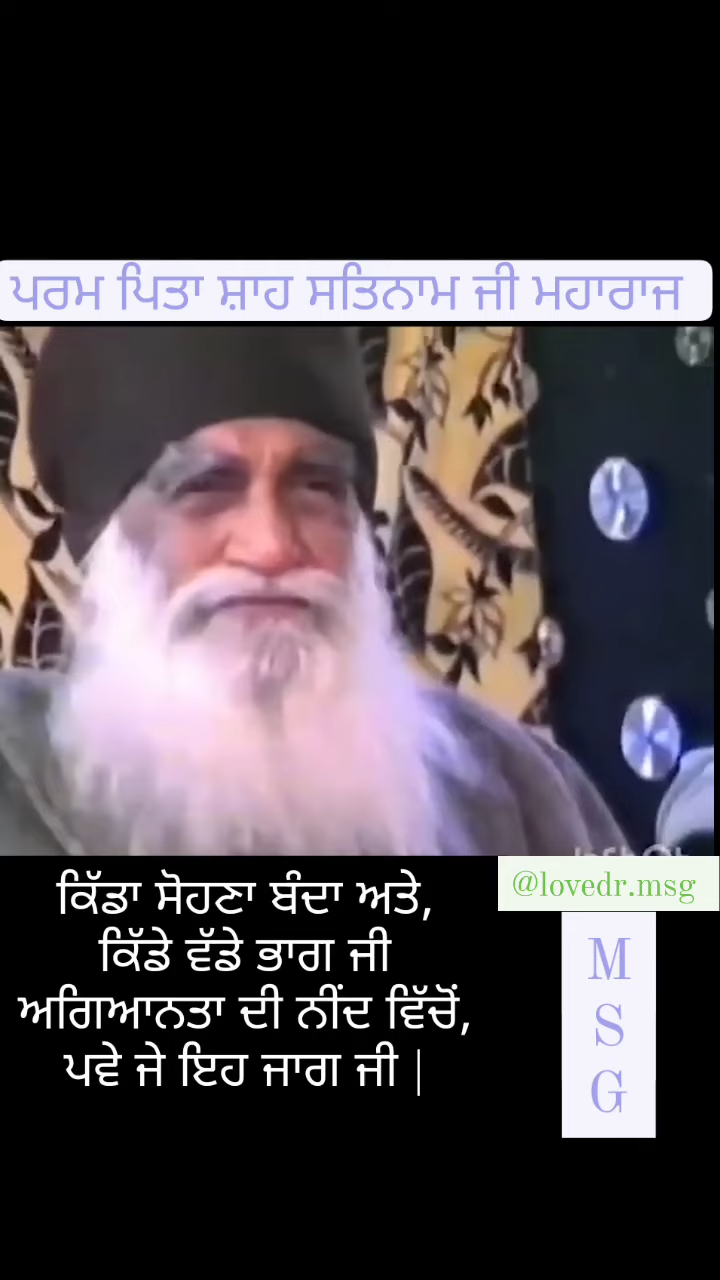 ਪਰਮ ਪਿਤਾ ਸ਼ਾਹ ਸਤਿਨਾਮ ਜੀ ਮਹਾਰਾਜ
ਕਿੱਡਾ ਸੋਹਣਾ ਬੰਦਾ ਅਤੇ,
ਕਿੱਡੇ ਵੱਡੇ ਭਾਗ ਜੀ
ਅਗਿਆਨਤਾ ਦੀ ਨੀਂਦ ਵਿੱਚੋਂ,
ਪਵੇ ਜੇ ਇਹ ਜਾਗ ਜੀ |
@lovedr.msg
M
S
G